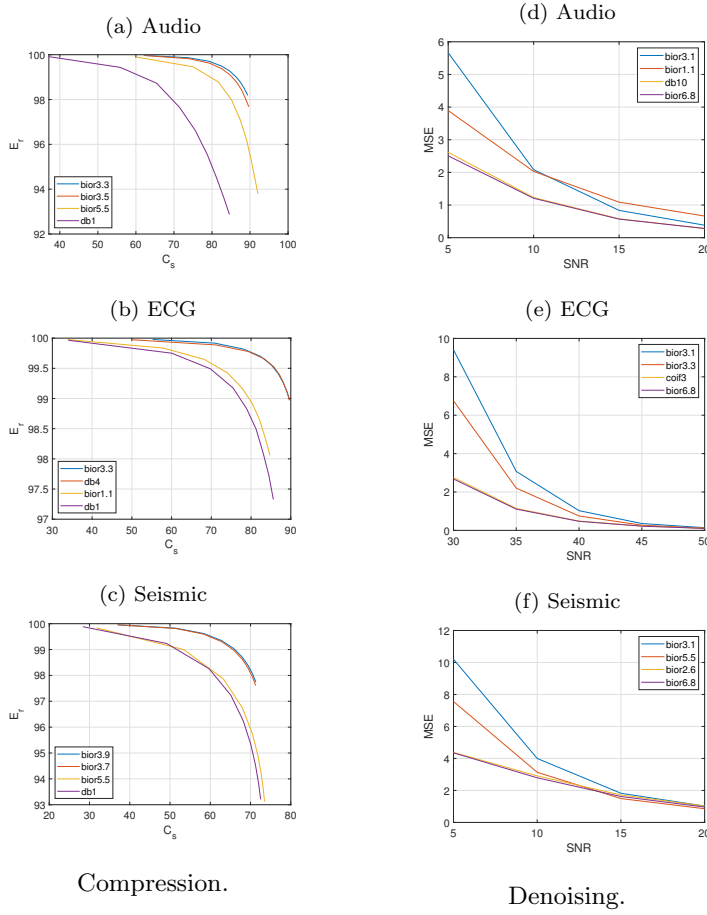 (a) Audio
100
98
96
94
92
40
50
60
70
80
90
100
E_r
C_s
bior3.3
bior3.5
bior5.5
db1
(b) ECG
100
99.5
99
98.5
98
97.5
97
30
40
50
60
70
80
90
E_r
C_s
bior3.3
db4
bior1.1
db1
(c) Seismic
100
99
98
97
96
95
94
93
20
30
40
50
60
70
80
E_r
C_s
bior3.9
bior3.7
bior5.5
db1
Compression.
(d) Audio
6
5
4
3
2
1
0
5
10
15
20
MSE
SNR
bior3.1
bior1.1
db10
bior6.8
(e) ECG
10
8
6
4
2
0
30
35
40
45
50
MSE
SNR
bior3.1
bior3.3
coif3
bior6.8
(f) Seismic
12
10
8
6
4
2
0
5
10
15
20
MSE
SNR
bior3.1
bior5.5
bior2.6
bior6.8
Denoising.